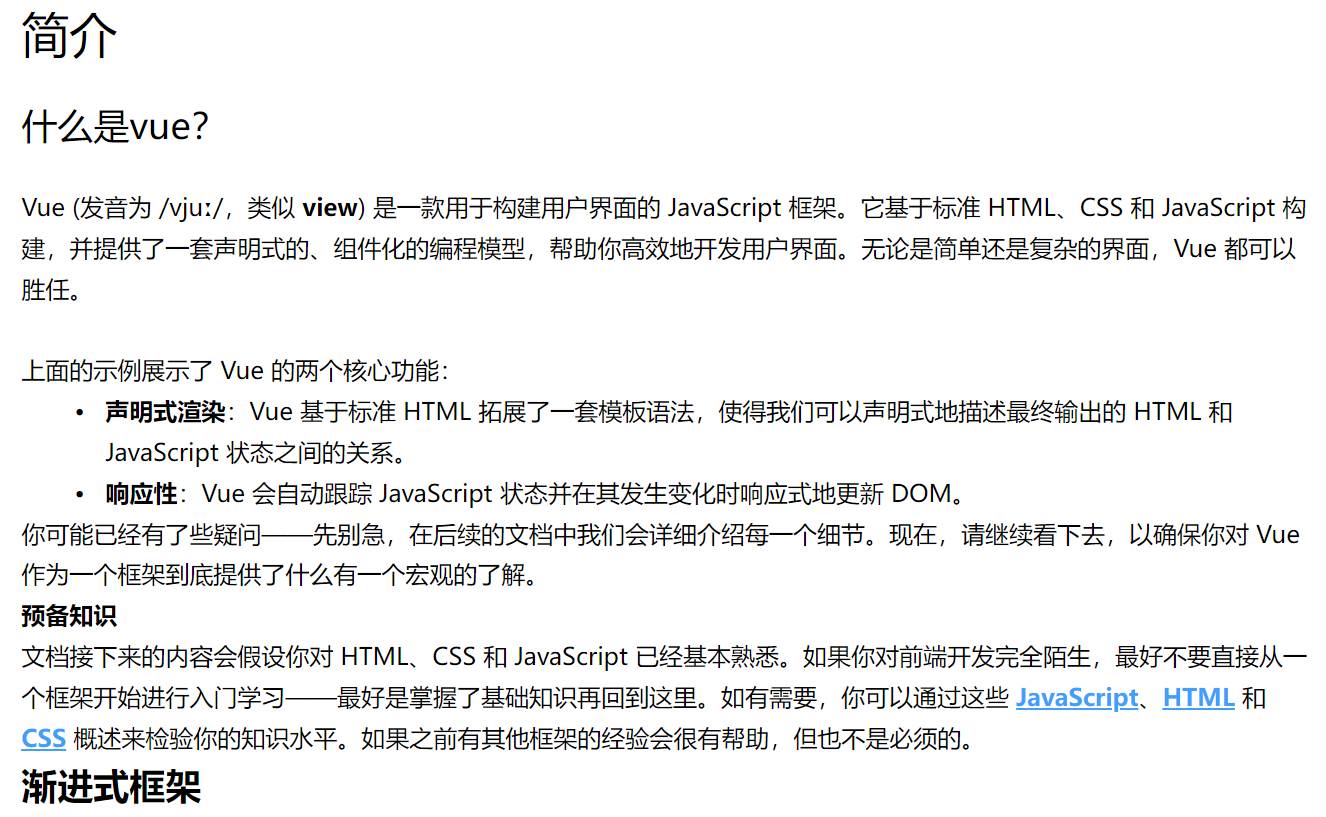 简介
什么是vue？
Vue (发音为 /vjuː/，类似 view) 是一款用于构建用户界面的 JavaScript 框架。它基于标准 HTML、CSS 和 JavaScript 构
建，并提供了一套声明式的、组件化的编程模型，帮助你高效地开发用户界面。无论是简单还是复杂的界面，Vue 都可以
胜任。
上面的示例展示了 Vue 的两个核心功能：
• 声明式渲染：Vue 基于标准 HTML 拓展了一套模板语法，使得我们可以声明式地描述最终输出的 HTML 和
JavaScript 状态之间的关系。
• 响应性：Vue 会自动跟踪 JavaScript 状态并在其发生变化时响应式地更新 DOM。
你可能已经有了些疑问——先别急，在后续的文档中我们会详细介绍每一个细节。现在，请继续看下去，以确保你对 Vue
作为一个框架到底提供了什么有一个宏观的了解。
预备知识
文档接下来的内容会假设你对 HTML、CSS 和 JavaScript 已经基本熟悉。如果你对前端开发完全陌生，最好不要直接从一
个框架开始进行入门学习——最好是掌握了基础知识再回到这里。如有需要，你可以通过这些 JavaScript、HTML 和
CSS 概述来检验你的知识水平。如果之前有其他框架的经验会很有帮助，但也不是必须的。
渐进式框架